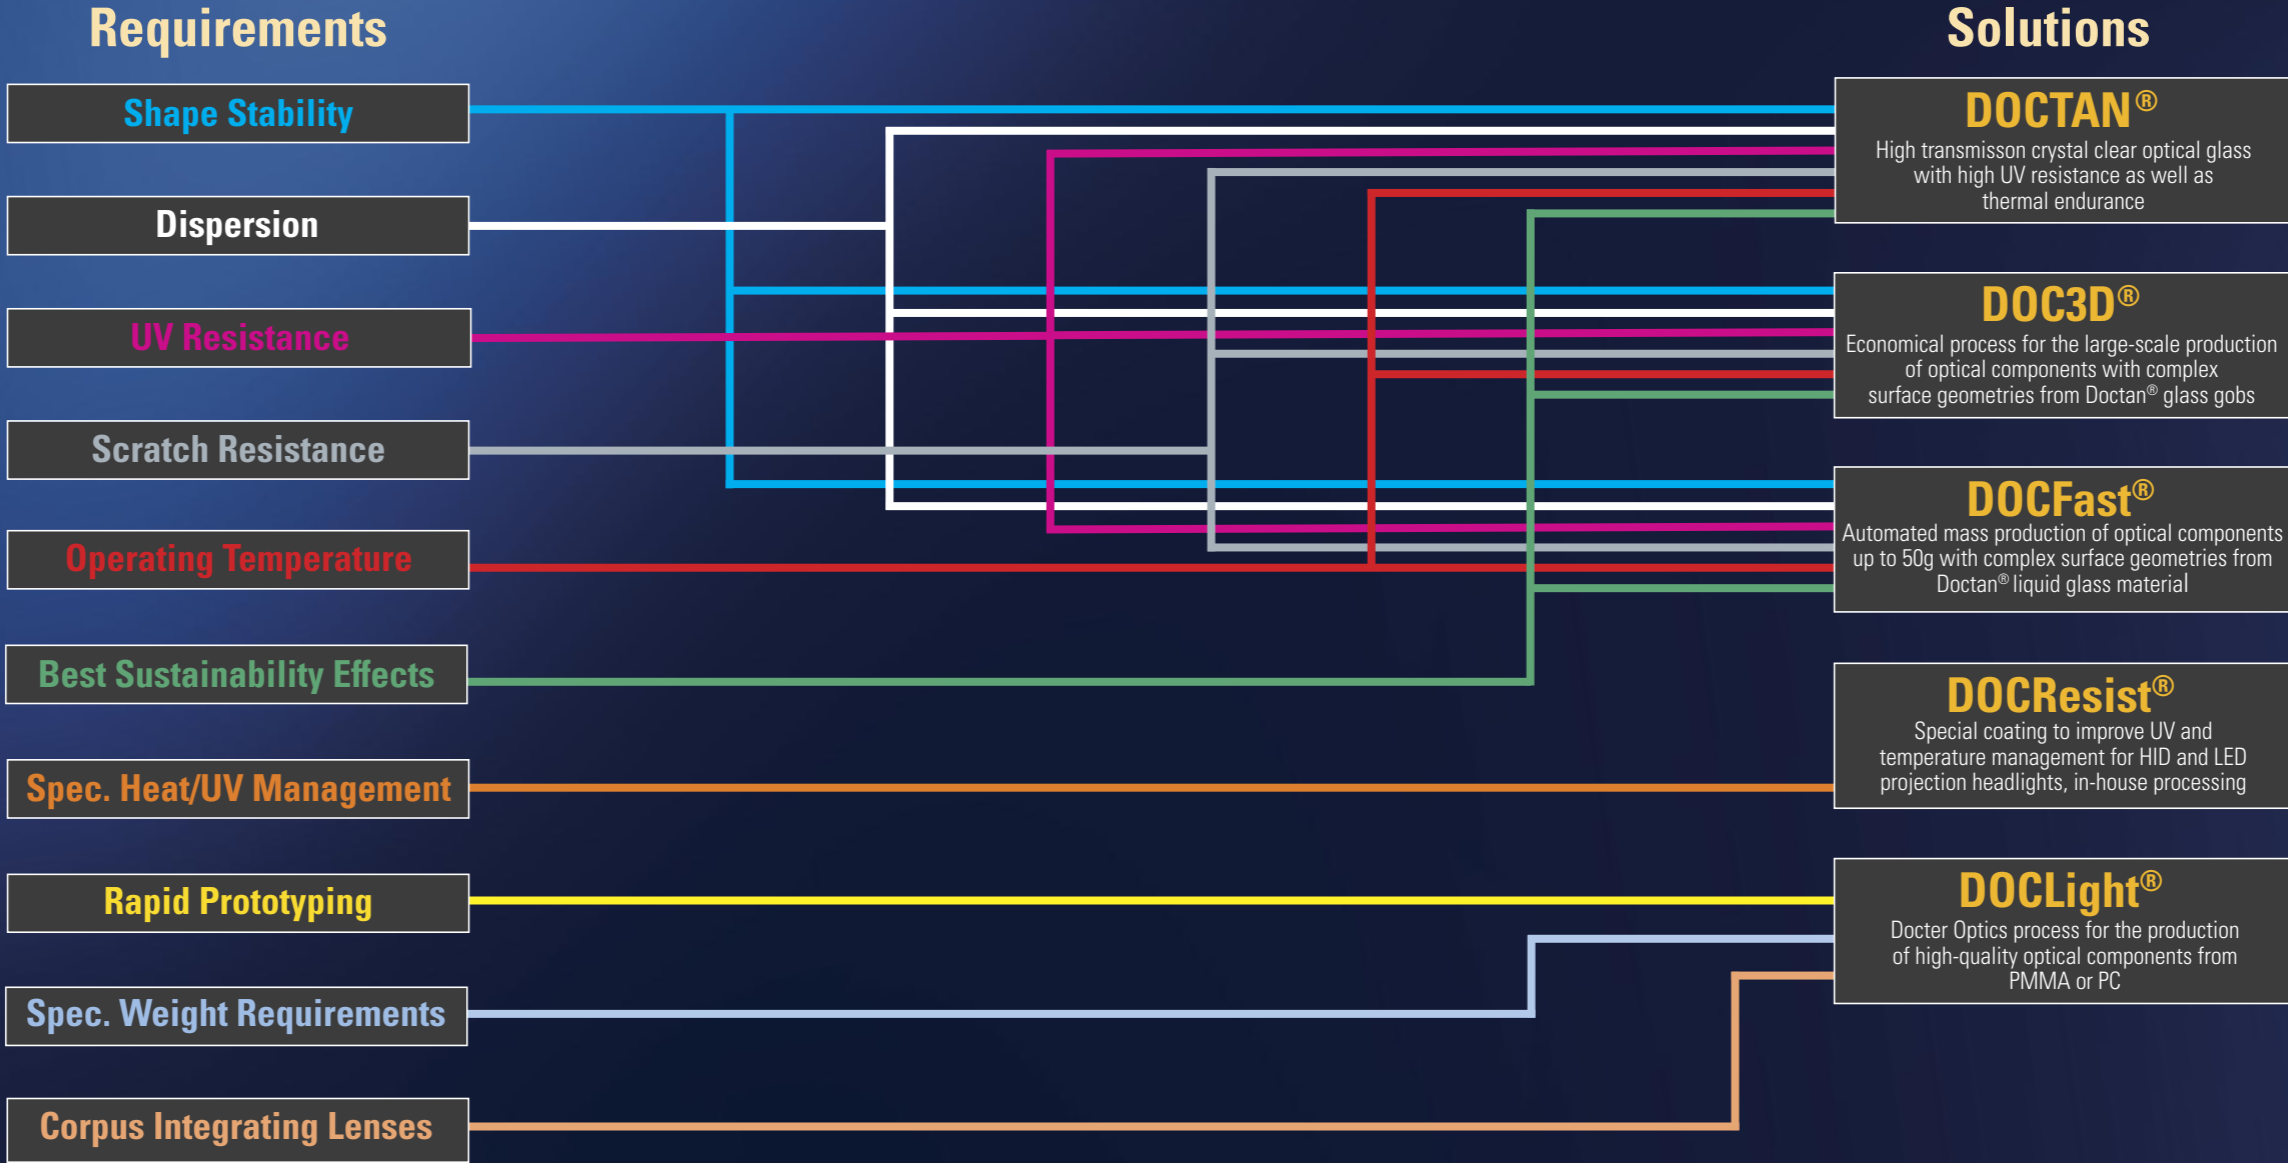 Requirements
Shape Stability
Dispersion
UV Resistance
Scratch Resistance
Operating Temperature
Best Sustainability Effects
Spec. Heat/UV Management
Rapid Prototyping
Spec. Weight Requirements
Corpus Integrating Lenses
Solutions
DOCTAN®
High transmisson crystal clear optical glass
with high UV resistance as well as
thermal endurance
DOC3D®
Economical process for the large-scale production
of optical components with complex
surface geometries from Doctan® glass gobs
DOCFast®
Automated mass production of optical components
up to 50g with complex surface geometries from
Doctan® liquid glass material
DOCResist®
Special coating to improve UV and
temperature management for HID and LED
projection headlights, in-house processing
DOCLight®
Docter Optics process for the production
of high-quality optical components from
PMMA or PC